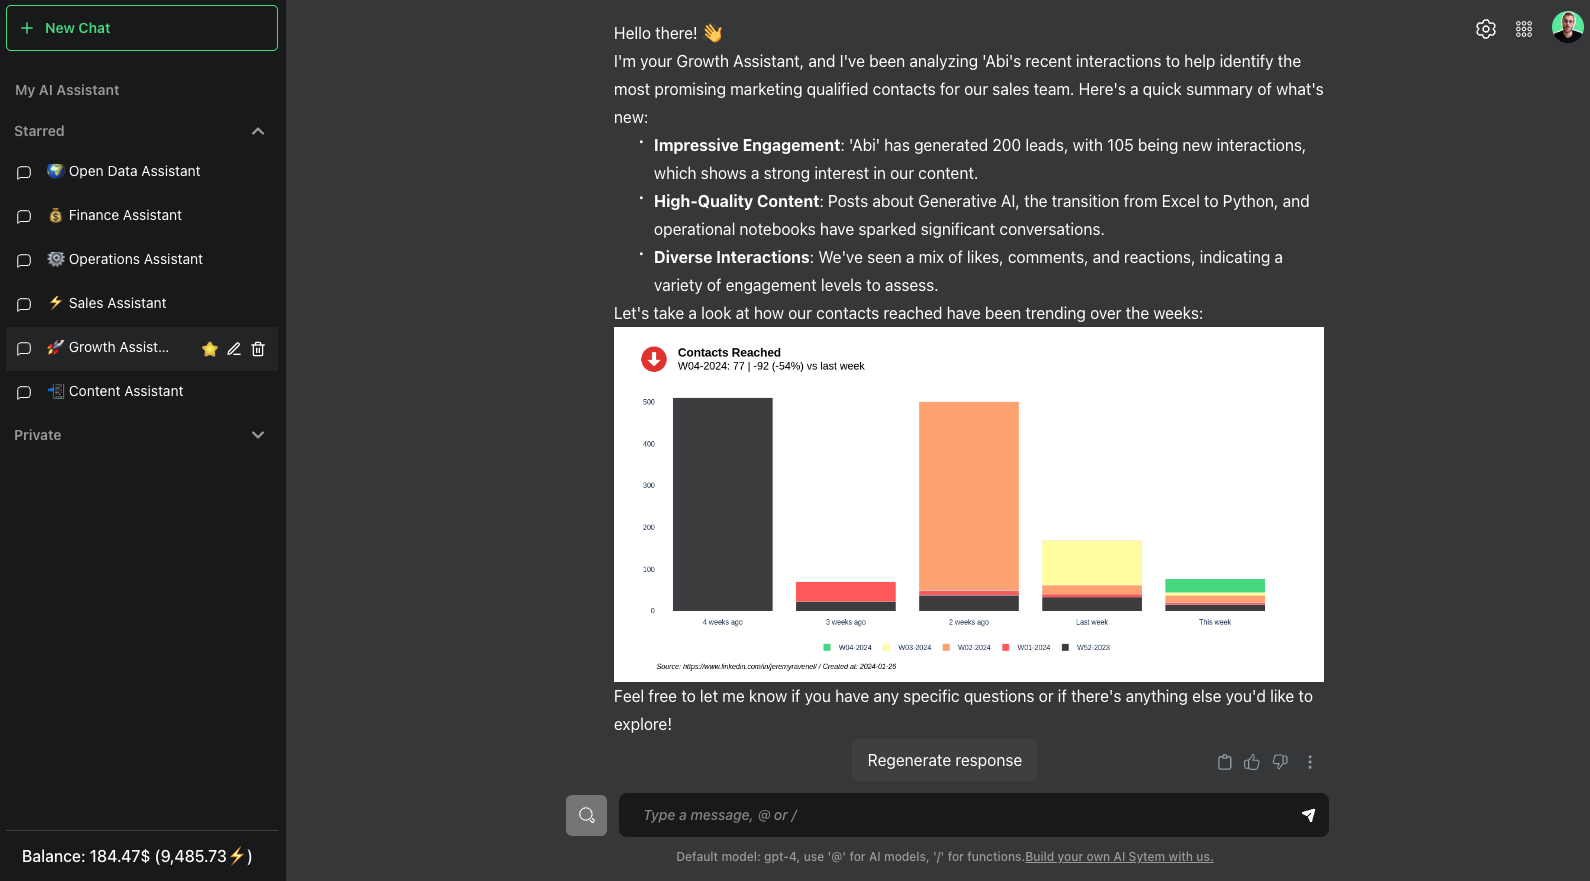 New Chat
My AI Assistant
Starred
Open Data Assistant
Finance Assistant
Operations Assistant
Sales Assistant
Growth Assist...
Content Assistant
Private
Balance: 184.47$ (9,485.73⚡)
Hello there! 👋
I'm your Growth Assistant, and I've been analyzing 'Abi's recent interactions to help identify the
most promising marketing qualified contacts for our sales team. Here's a quick summary of what's
new:
• Impressive Engagement: 'Abi' has generated 200 leads, with 105 being new interactions,
which shows a strong interest in our content.
• High-Quality Content: Posts about Generative AI, the transition from Excel to Python, and
operational notebooks have sparked significant conversations.
• Diverse Interactions: We've seen a mix of likes, comments, and reactions, indicating a
variety of engagement levels to assess.
Let's take a look at how our contacts reached have been trending over the weeks:
Contacts Reached
W04-2024: 77 | -92 (-54%) vs last week
500
400
300
200
100
0
4 weeks ago
3 weeks ago
2 weeks ago
Last week
This week
W04-2024
W03-2024
W02-2024
W01-2024
W52-2023
Source: https://www.linkedin.com/in/jeremyravenel/ / Created at: 2024-01-26
Feel free to let me know if you have any specific questions or if there's anything else you'd like to
explore!
Regenerate response
Type a message, @ or /
Default model: gpt-4, use '@' for AI models, '/' for functions.Build your own AI Sytem with us.